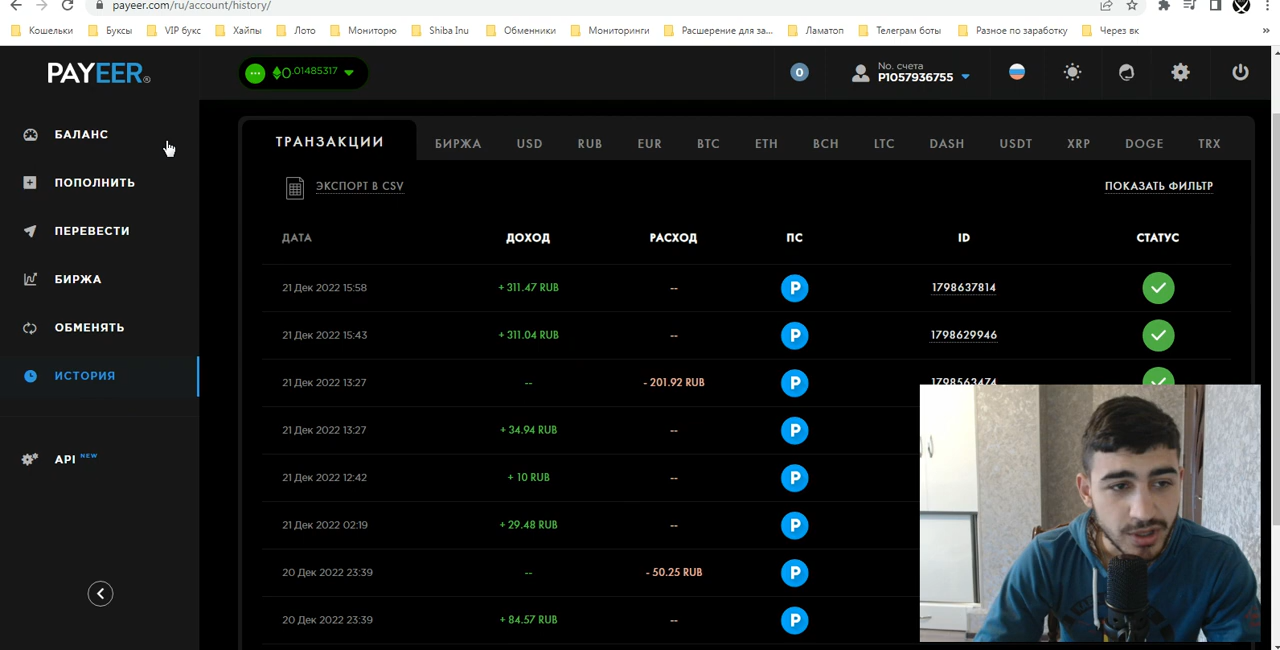 payeer.com/ru/account/history/
Кошельки Буксы VIP букс Хайпы Лото Мониторю Shiba Inu Обменники Мониторинги Расширение для за... Ламатоп Телеграм боты Разное по заработку Через вк »
PAYEER® 0.01485317 0 No. счета
P1057936755
БАЛАНС
ПОПОЛНИТЬ
ПЕРЕВЕСТИ
БИРЖА
ОБМЕНЯТЬ
ИСТОРИЯ
API NEW
ТРАНЗАКЦИИ БИРЖА USD RUB EUR BTC ETH BCH LTC DASH USDT XRP DOGE TRX
ЭКСПОРТ В CSV ПОКАЗАТЬ ФИЛЬТР
ДАТА ДОХОД РАСХОД ПС ID СТАТУС
21 Дек 2022 15:58 + 311.47 RUB -- P 1798637814
21 Дек 2022 15:43 + 311.04 RUB -- P 1798629946
21 Дек 2022 13:27 -- - 201.92 RUB P 1798563474
21 Дек 2022 13:27 + 34.94 RUB -- P
21 Дек 2022 12:42 + 10 RUB -- P
21 Дек 2022 02:19 + 29.48 RUB -- P
20 Дек 2022 23:39 -- - 50.25 RUB P
20 Дек 2022 23:39 + 84.57 RUB -- P